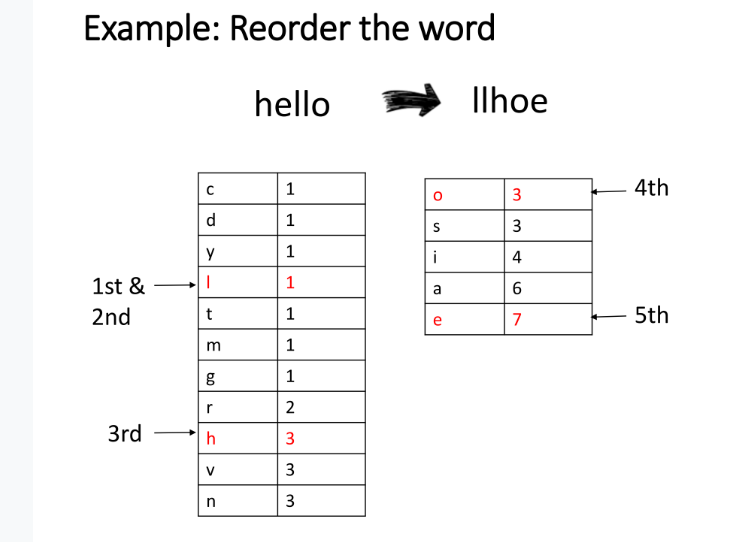 Example: Reorder the word
hello llhoe
c 1
d 1
y 1
l 1
t 1
m 1
g 1
r 2
h 3
v 3
n 3
1st &
2nd
3rd
o 3
s 3
i 4
a 6
e 7
4th
5th